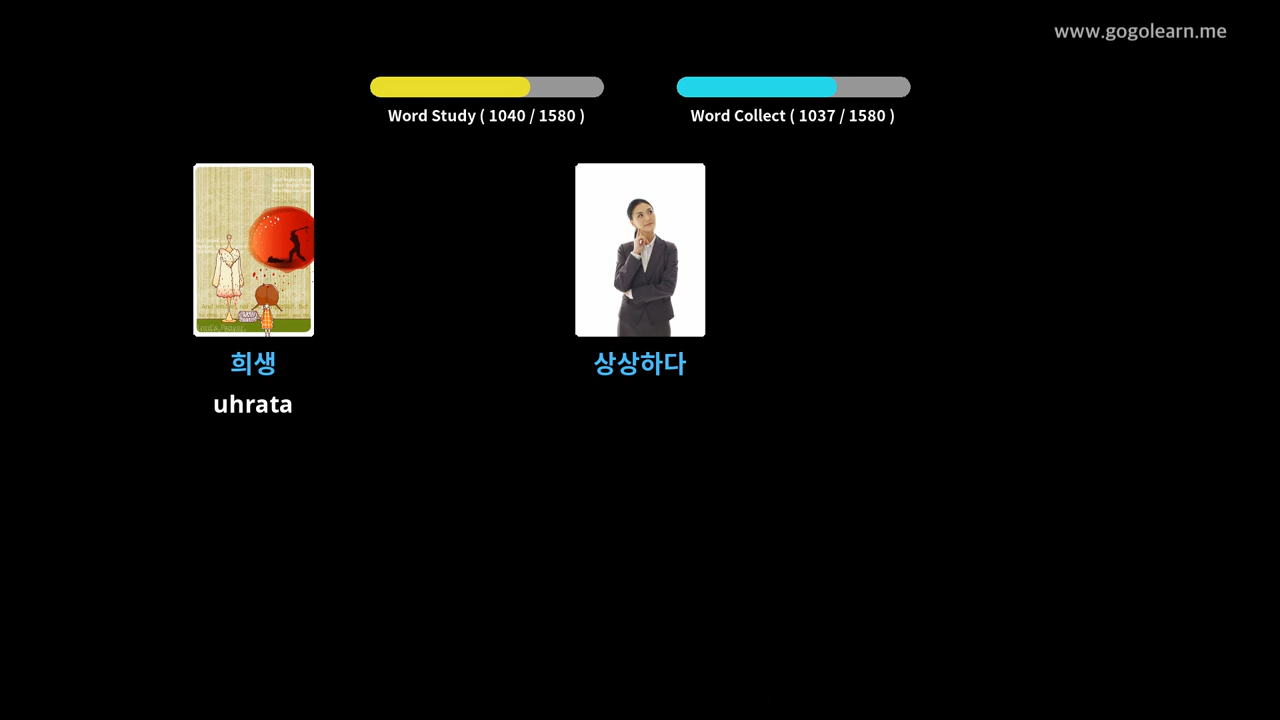 www.gogolearn.me
Word Study ( 1040 / 1580 )
Word Collect ( 1037 / 1580 )
희생
uhrata
상상하다